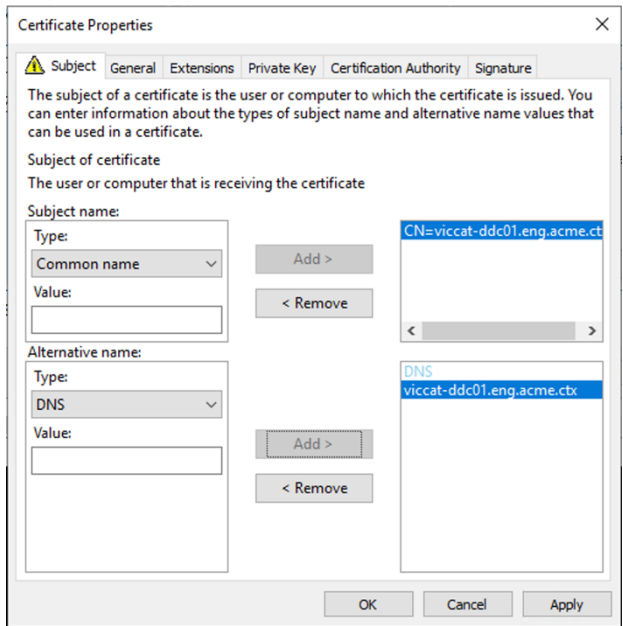 Certificate Properties
Subject General Extensions Private Key Certification Authority Signature
The subject of a certificate is the user or computer to which the certificate is issued. You
can enter information about the types of subject name and alternative name values that
can be used in a certificate.
Subject of certificate
The user or computer that is receiving the certificate
Subject name:
Type:
Common name
Value:
Add >
< Remove
CN=viccat-ddc01.eng.acme.ct
Alternative name:
Type:
DNS
Value:
Add >
< Remove
DNS
viccat-ddc01.eng.acme.ctx
OK Cancel Apply